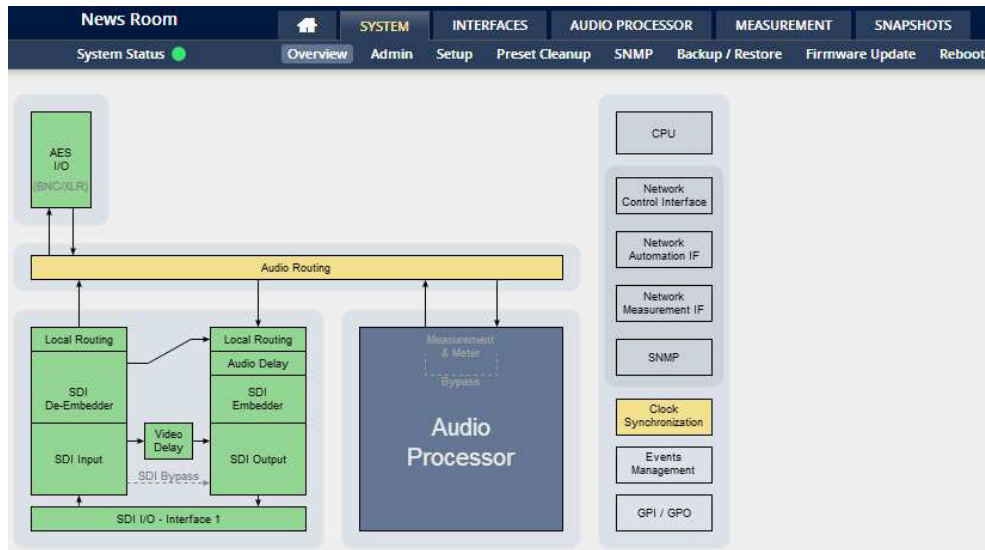 News Room
SYSTEM
INTERFACES
AUDIO PROCESSOR
MEASUREMENT
SNAPSHOTS
System Status
Overview
Admin
Setup
Preset Cleanup
SNMP
Backup / Restore
Firmware Update
Reboot
AES
I/O
(BNC/XLR)
Audio Routing
Local Routing
SDI
De-Embedder
SDI Input
Video
Delay
SDI Bypass
Local Routing
Audio Delay
SDI
Embedder
SDI Output
SDI I/O - Interface 1
Measurement
& Meter
Bypass
Audio
Processor
CPU
Network
Control Interface
Network
Automation IF
Network
Measurement IF
SNMP
Clock
Synchronization
Events
Management
GPI / GPO